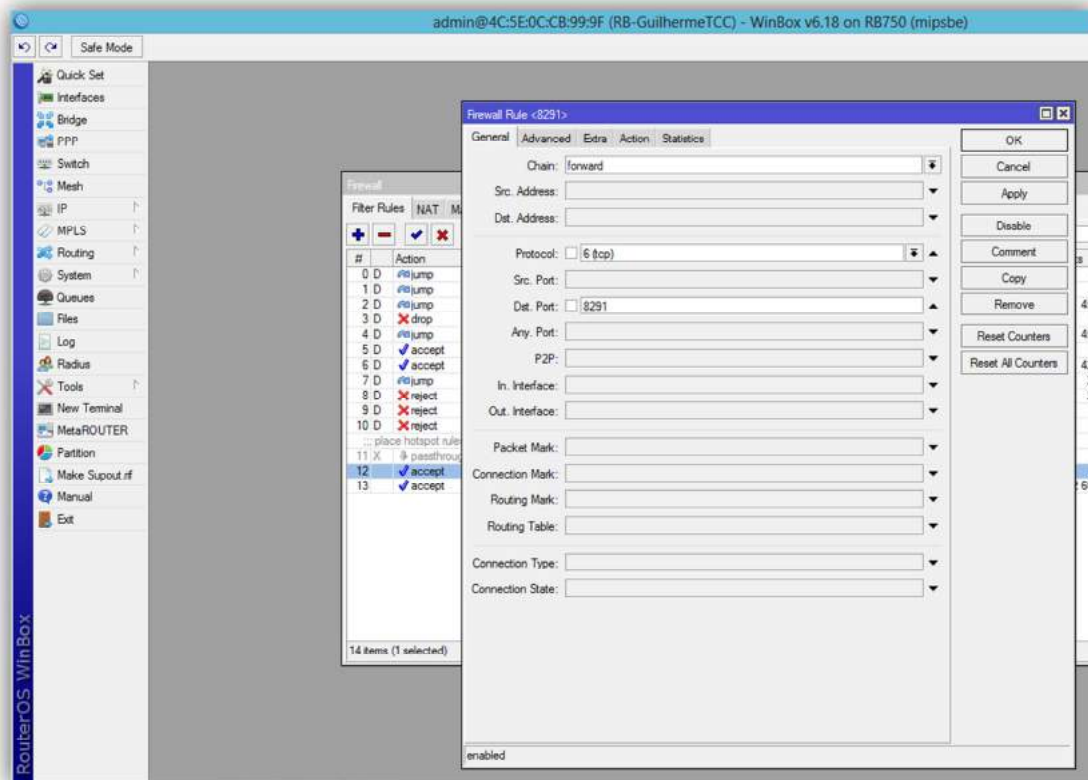 admin@4C:5E:0C:CB:99:9F (RB-GuilhermeTCC) - WinBox v6.18 on RB750 (mipsbe)
Safe Mode
Quick Set
Interfaces
Bridge
PPP
Switch
Mesh
IP
MPLS
Routing
System
Queues
Files
Log
Radius
Tools
New Terminal
MetaROUTER
Partition
Make Supout.rif
Manual
Exit
RouterOS WinBox
Firewall
Filter Rules NAT
# Action
0 D jump
1 D jump
2 D jump
3 D drop
4 D jump
5 D accept
6 D accept
7 D jump
8 D reject
9 D reject
10 D reject
;;; place hotspot rules
11 X passthrough
12 accept
13 accept
14 items (1 selected)
Firewall Rule <8291>
General Advanced Extra Action Statistics
Chain: forward
Src. Address:
Dst. Address:
Protocol: 6 (tcp)
Src. Port:
Dst. Port: 8291
Any. Port:
P2P:
In. Interface:
Out. Interface:
Packet Mark:
Connection Mark:
Routing Mark:
Routing Table:
Connection Type:
Connection State:
enabled
OK
Cancel
Apply
Disable
Comment
Copy
Remove
Reset Counters
Reset All Counters